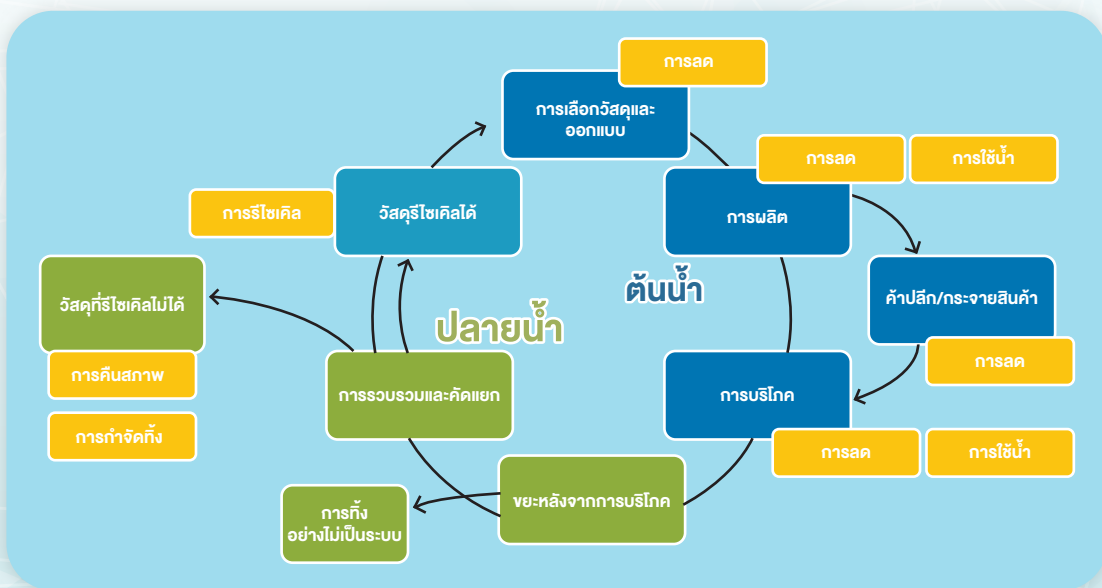 การลด
การเลือกวัสดุและ
ออกแบบ
การลด
การใช้น้ำ
การผลิต
การรีไซเคิล
วัสดุรีไซเคิลได้
ต้นน้ำ
ค้าปลีก/กระจายสินค้า
การลด
วัสดุที่รีไซเคิลไม่ได้
การคืนสภาพ
การกำจัดทิ้ง
ปลายน้ำ
การรวบรวมและคัดแยก
การบริโภค
การลด
การใช้น้ำ
ขยะหลังจากการบริโภค
การทิ้ง
อย่างไม่เป็นระบบ